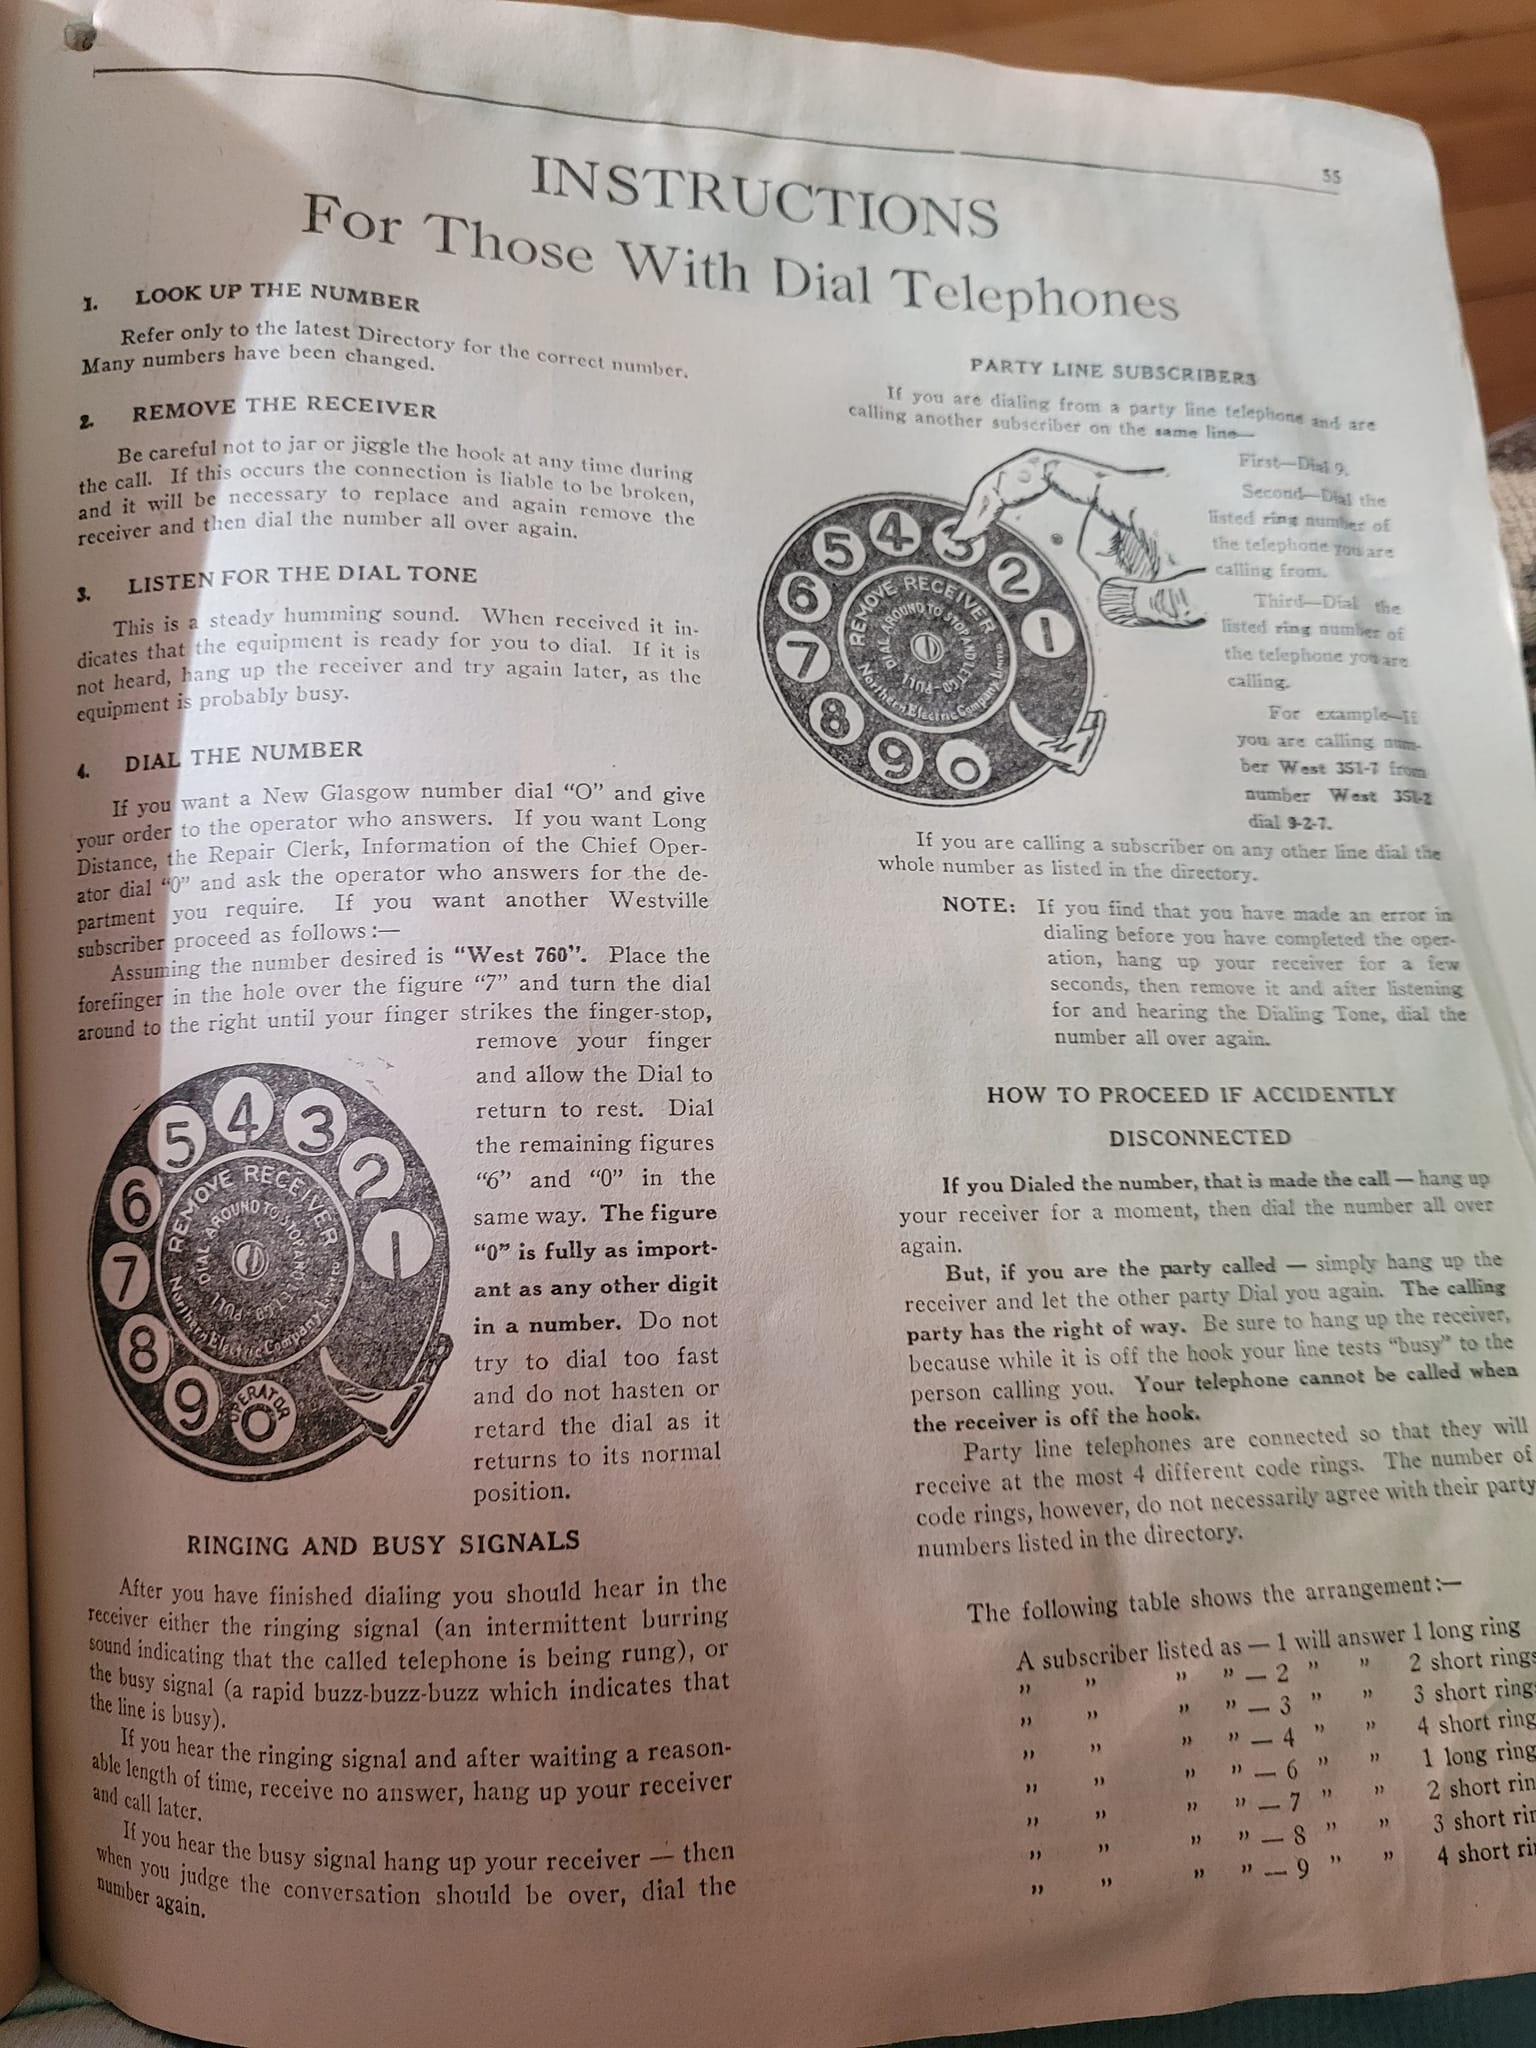 55
INSTRUCTIONS
For Those With Dial Telephones
1. LOOK UP THE NUMBER
Refer only to the latest Directory for the correct number.
Many numbers have been changed.
2. REMOVE THE RECEIVER
Be careful not to jar or jiggle the hook at any time during
the call. If this occurs the connection is liable to be broken,
and it will be necessary to replace and again remove the
receiver and then dial the number all over again.
3. LISTEN FOR THE DIAL TONE
This is a steady humming sound. When received it in-
dicates that the equipment is ready for you to dial. If it is
not heard, hang up the receiver and try again later, as the
equipment is probably busy.
4. DIAL THE NUMBER
If you want a New Glasgow number dial “O” and give
your order to the operator who answers. If you want Long
Distance, the Repair Clerk, Information of the Chief Oper-
ator dial “0” and ask the operator who answers for the de-
partment you require. If you want another Westville
subscriber proceed as follows:—
Assuming the number desired is “West 760”. Place the
forefinger in the hole over the figure “7” and turn the dial
around to the right until your finger strikes the finger-stop,
remove your finger
and allow the Dial to
return to rest. Dial
the remaining figures
“6” and “0” in the
same way. The figure
“0” is fully as import-
ant as any other digit
in a number. Do not
try to dial too fast
and do not hasten or
retard the dial as it
returns to its normal
position.
1
2
3
4
5
6
7
8
9
OPERATOR
0
REMOVE RECEIVER
Northern Electric Company
DIAL AROUND TO STOP AND LET GO
PULL
RINGING AND BUSY SIGNALS
After you have finished dialing you should hear in the
receiver either the ringing signal (an intermittent burring
sound indicating that the called telephone is being rung), or
the busy signal (a rapid buzz-buzz-buzz which indicates that
the line is busy).
If you hear the ringing signal and after waiting a reason-
able length of time, receive no answer, hang up your receiver
and call later.
If you hear the busy signal hang up your receiver — then
when you judge the conversation should be over, dial the
number again.
PARTY LINE SUBSCRIBERS
If you are dialing from a party line telephone and are
calling another subscriber on the same line—
1
2
3
4
5
6
7
8
9
0
REMOVE RECEIVER
Northern Electric Company Limited
DIAL AROUND TO STOP AND LET GO
PULL
First—Dial 9.
Second—Dial the
listed ring number of
the telephone you are
calling from.
Third—Dial the
listed ring number of
the telephone you are
calling.
For example—If
you are calling num-
ber West 351-7 from
number West 351-2
dial 9-2-7.
If you are calling a subscriber on any other line dial the
whole number as listed in the directory.
NOTE: If you find that you have made an error in
dialing before you have completed the oper-
ation, hang up your receiver for a few
seconds, then remove it and after listening
for and hearing the Dialing Tone, dial the
number all over again.
HOW TO PROCEED IF ACCIDENTLY
DISCONNECTED
If you Dialed the number, that is made the call — hang up
your receiver for a moment, then dial the number all over
again.
But, if you are the party called — simply hang up the
receiver and let the other party Dial you again. The calling
party has the right of way. Be sure to hang up the receiver,
because while it is off the hook your line tests “busy” to the
person calling you. Your telephone cannot be called when
the receiver is off the hook.
Party line telephones are connected so that they will
receive at the most 4 different code rings. The number of
code rings, however, do not necessarily agree with their party
numbers listed in the directory.
The following table shows the arrangement:—
A subscriber listed as — 1 will answer 1 long ring
” ” ” ” — 2 ” ” 2 short rings
” ” ” ” — 3 ” ” 3 short ring
” ” ” ” — 4 ” ” 4 short ring
” ” ” ” — 6 ” ” 1 long ring
” ” ” ” — 7 ” ” 2 short rin
” ” ” ” — 8 ” ” 3 short rin
” ” ” ” — 9 ” ” 4 short ri